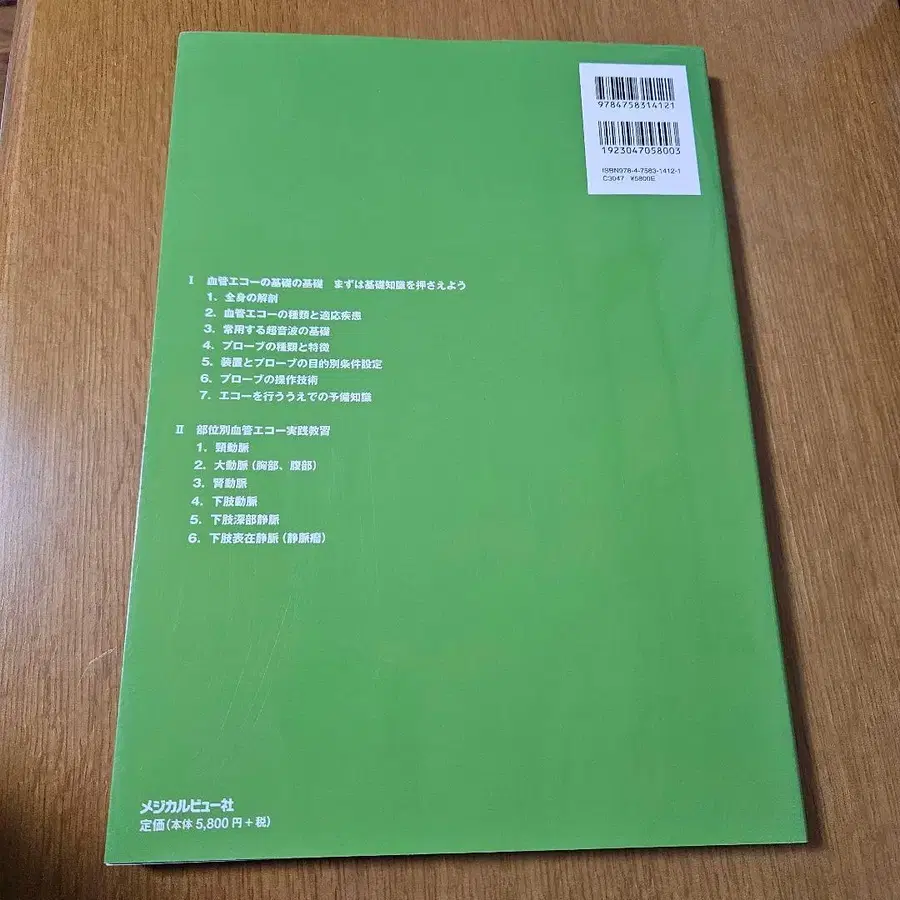 9784758314121
1923047058003
ISBN978-4-7583-1412-1
C3047 ¥5800E
Ⅰ 血管エコーの基礎の基礎 まずは基礎知識を押さえよう
1. 全身の解剖
2. 血管エコーの種類と適応疾患
3. 常用する超音波の基礎
4. プローブの種類と特徴
5. 装置とプローブの目的別条件設定
6. プローブの操作技術
7. エコーを行ううえでの予備知識
Ⅱ 部位別血管エコー実践教習
1. 頸動脈
2. 大動脈（胸部、腹部）
3. 腎動脈
4. 下肢動脈
5. 下肢深部静脈
6. 下肢表在静脈（静脈瘤）
メジカルビュー社
定価（本体5,800円＋税）